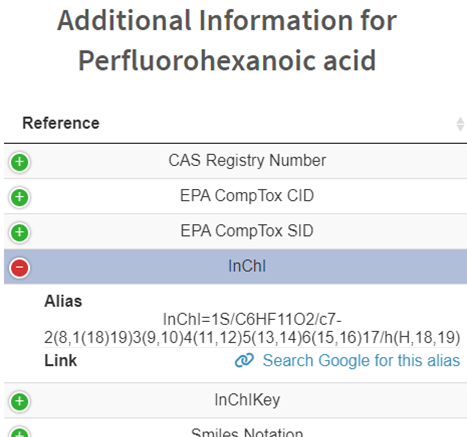 Additional Information for
Perfluorohexanoic acid
Reference
CAS Registry Number
EPA CompTox CID
EPA CompTox SID
InChI
Alias
InChI=1S/C6HF11O2/c7-
2(8,1(18)19)3(9,10)4(11,12)5(13,14)6(15,16)17/h(H,18,19)
Link
Search Google for this alias
InChIKey
Smiles Notation